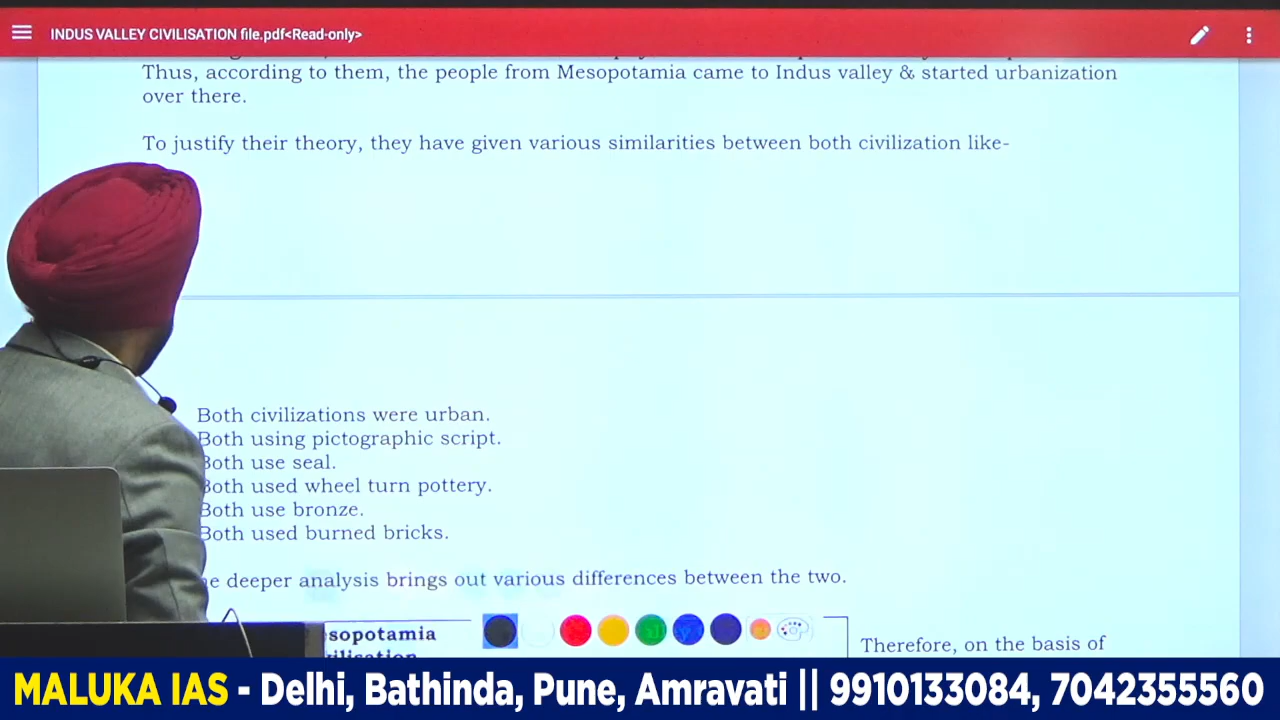 INDUS VALLEY CIVILISATION file.pdf<Read-only>
Thus, according to them, the people from Mesopotamia came to Indus valley & started urbanization
over there.
To justify their theory, they have given various similarities between both civilization like-
Both civilizations were urban.
Both using pictographic script.
Both use seal.
Both used wheel turn pottery.
Both use bronze.
Both used burned bricks.
deeper analysis brings out various differences between the two.
Therefore, on the basis of
MALUKA IAS - Delhi, Bathinda, Pune, Amravati || 9910133084, 7042355560